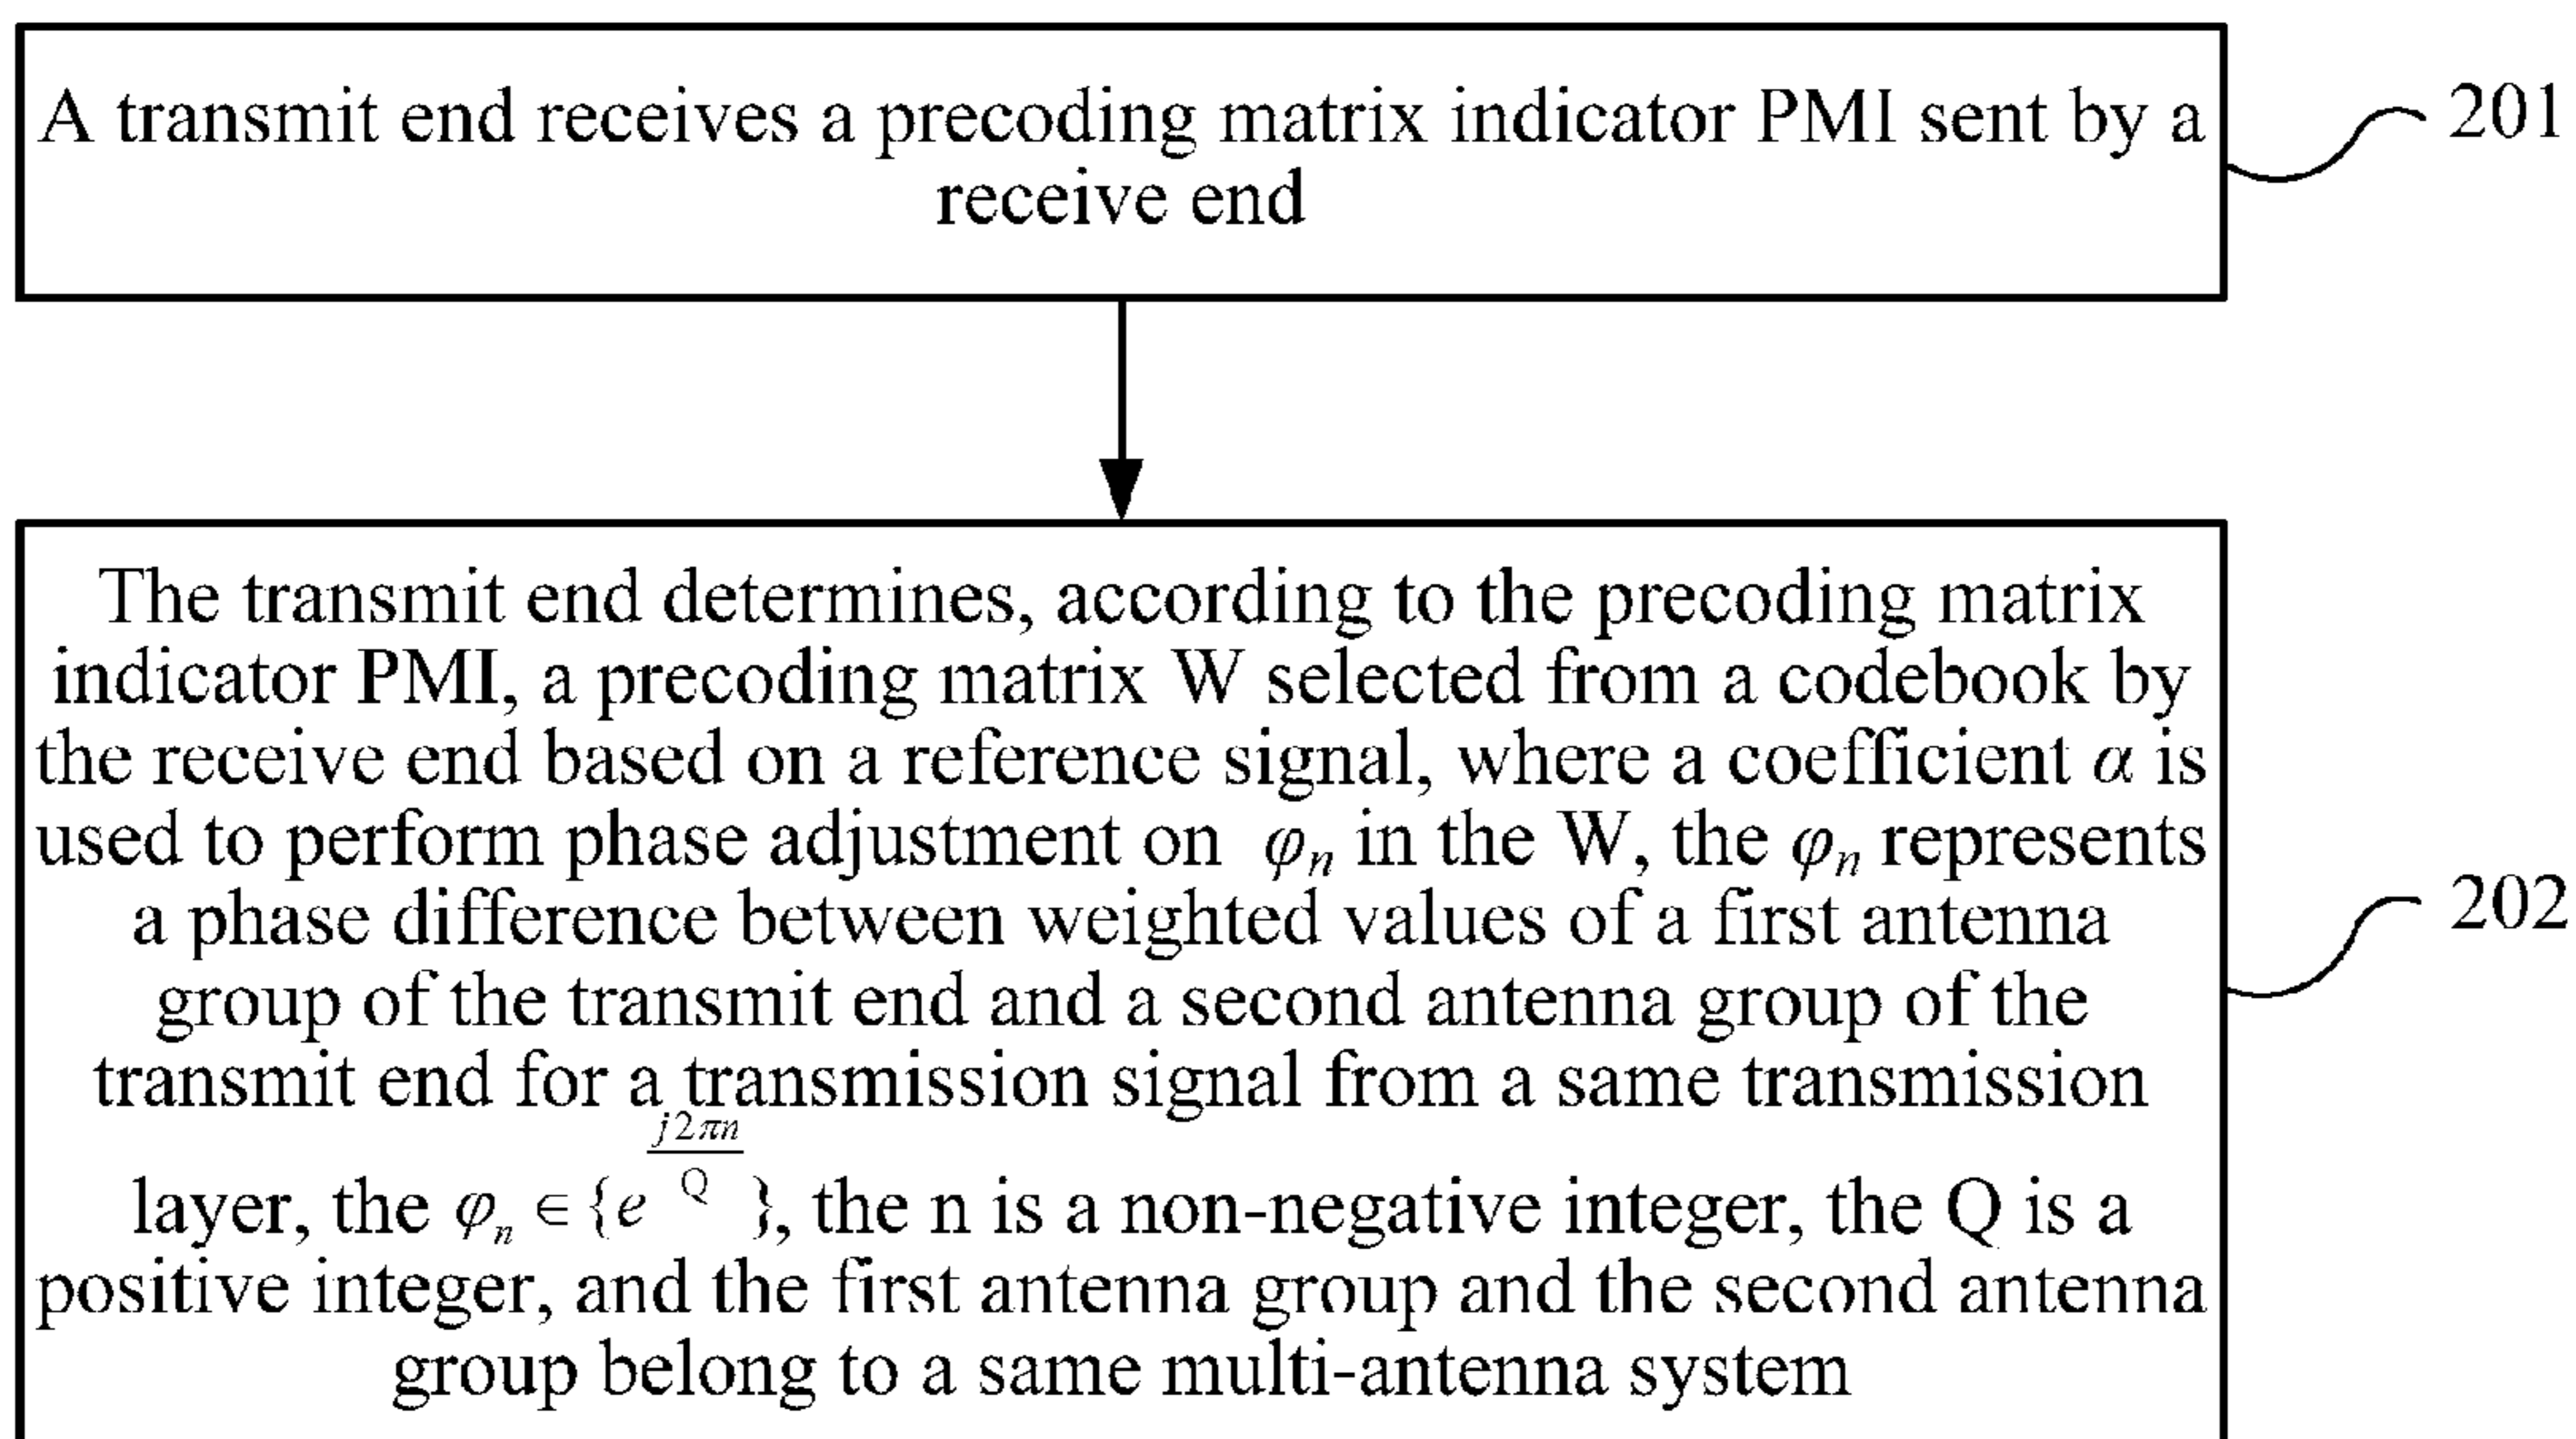 A transmit end receives a precoding matrix indicator PMI sent by a
receive end
201
The transmit end determines, according to the precoding matrix
indicator PMI, a precoding matrix W selected from a codebook by
the receive end based on a reference signal, where a coefficient α is
used to perform phase adjustment on φₙ in the W, the φₙ represents
a phase difference between weighted values of a first antenna
group of the transmit end and a second antenna group of the
transmit end for a transmission signal from a same transmission
layer, the φₙ ∈ {e^(j2πn/Q)}, the n is a non-negative integer, the Q is a
positive integer, and the first antenna group and the second antenna
group belong to a same multi-antenna system
202